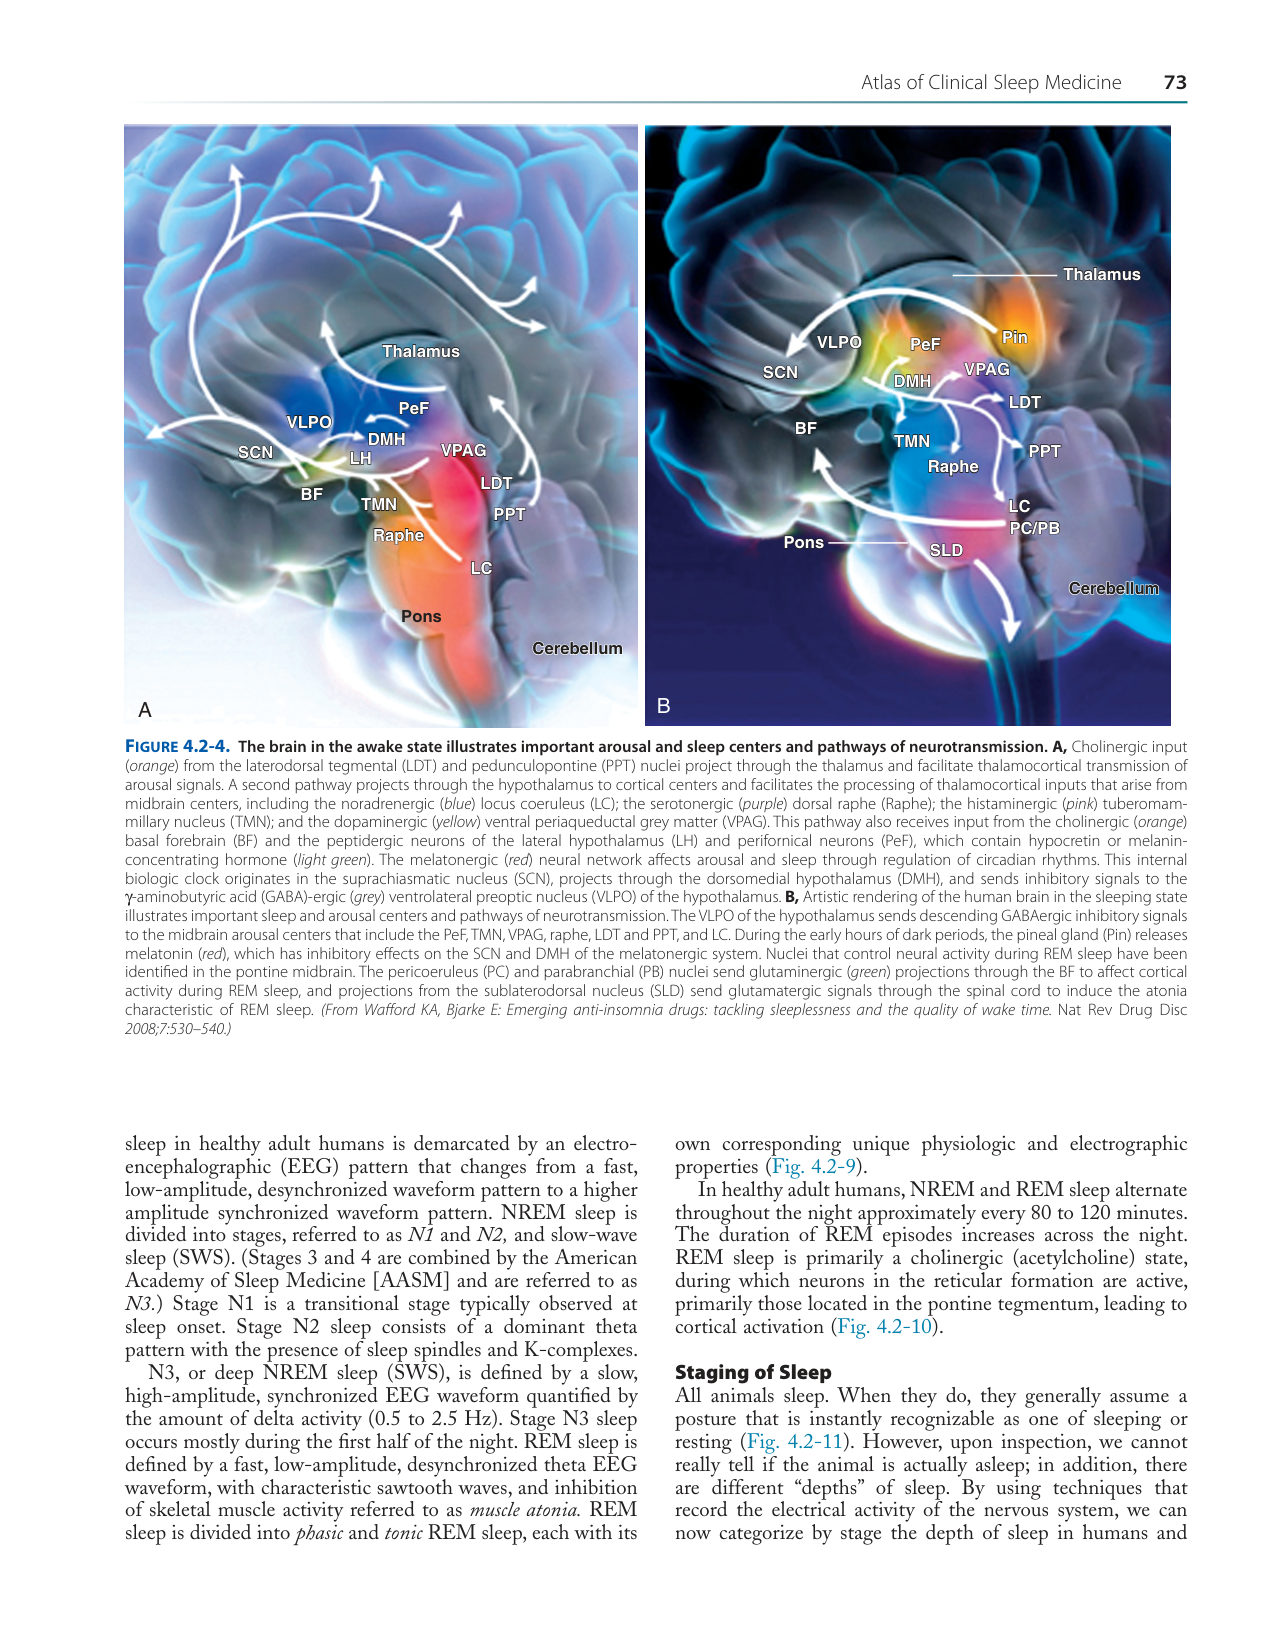 Atlas of Clinical Sleep Medicine 73
Thalamus
PeF
VLPO
DMH
SCN
LH
VPAG
BF
TMN
LDT
PPT
Raphe
LC
Pons
Cerebellum
A
Thalamus
VLPO
PeF
Pin
SCN
DMH
VPAG
LDT
BF
TMN
PPT
Raphe
LC
PC/PB
Pons
SLD
Cerebellum
B
FIGURE 4.2-4. The brain in the awake state illustrates important arousal and sleep centers and pathways of neurotransmission. A, Cholinergic input
(orange) from the laterodorsal tegmental (LDT) and pedunculopontine (PPT) nuclei project through the thalamus and facilitate thalamocortical transmission of
arousal signals. A second pathway projects through the hypothalamus to cortical centers and facilitates the processing of thalamocortical inputs that arise from
midbrain centers, including the noradrenergic (blue) locus coeruleus (LC); the serotonergic (purple) dorsal raphe (Raphe); the histaminergic (pink) tuberomam-
millary nucleus (TMN); and the dopaminergic (yellow) ventral periaqueductal grey matter (VPAG). This pathway also receives input from the cholinergic (orange)
basal forebrain (BF) and the peptidergic neurons of the lateral hypothalamus (LH) and perifornical neurons (PeF), which contain hypocretin or melanin-
concentrating hormone (light green). The melatonergic (red) neural network affects arousal and sleep through regulation of circadian rhythms. This internal
biologic clock originates in the suprachiasmatic nucleus (SCN), projects through the dorsomedial hypothalamus (DMH), and sends inhibitory signals to the
γ-aminobutyric acid (GABA)-ergic (grey) ventrolateral preoptic nucleus (VLPO) of the hypothalamus. B, Artistic rendering of the human brain in the sleeping state
illustrates important sleep and arousal centers and pathways of neurotransmission. The VLPO of the hypothalamus sends descending GABAergic inhibitory signals
to the midbrain arousal centers that include the PeF, TMN, VPAG, raphe, LDT and PPT, and LC. During the early hours of dark periods, the pineal gland (Pin) releases
melatonin (red), which has inhibitory effects on the SCN and DMH of the melatonergic system. Nuclei that control neural activity during REM sleep have been
identified in the pontine midbrain. The pericoeruleus (PC) and parabranchial (PB) nuclei send glutaminergic (green) projections through the BF to affect cortical
activity during REM sleep, and projections from the sublaterodorsal nucleus (SLD) send glutamatergic signals through the spinal cord to induce the atonia
characteristic of REM sleep. (From Wafford KA, Bjarke E: Emerging anti-insomnia drugs: tackling sleeplessness and the quality of wake time. Nat Rev Drug Disc
2008;7:530–540.)
sleep in healthy adult humans is demarcated by an electro-
encephalographic (EEG) pattern that changes from a fast,
low-amplitude, desynchronized waveform pattern to a higher
amplitude synchronized waveform pattern. NREM sleep is
divided into stages, referred to as N1 and N2, and slow-wave
sleep (SWS). (Stages 3 and 4 are combined by the American
Academy of Sleep Medicine [AASM] and are referred to as
N3.) Stage N1 is a transitional stage typically observed at
sleep onset. Stage N2 sleep consists of a dominant theta
pattern with the presence of sleep spindles and K-complexes.
N3, or deep NREM sleep (SWS), is defined by a slow,
high-amplitude, synchronized EEG waveform quantified by
the amount of delta activity (0.5 to 2.5 Hz). Stage N3 sleep
occurs mostly during the first half of the night. REM sleep is
defined by a fast, low-amplitude, desynchronized theta EEG
waveform, with characteristic sawtooth waves, and inhibition
of skeletal muscle activity referred to as muscle atonia. REM
sleep is divided into phasic and tonic REM sleep, each with its
own corresponding unique physiologic and electrographic
properties (Fig. 4.2-9).
In healthy adult humans, NREM and REM sleep alternate
throughout the night approximately every 80 to 120 minutes.
The duration of REM episodes increases across the night.
REM sleep is primarily a cholinergic (acetylcholine) state,
during which neurons in the reticular formation are active,
primarily those located in the pontine tegmentum, leading to
cortical activation (Fig. 4.2-10).
Staging of Sleep
All animals sleep. When they do, they generally assume a
posture that is instantly recognizable as one of sleeping or
resting (Fig. 4.2-11). However, upon inspection, we cannot
really tell if the animal is actually asleep; in addition, there
are different “depths” of sleep. By using techniques that
record the electrical activity of the nervous system, we can
now categorize by stage the depth of sleep in humans and